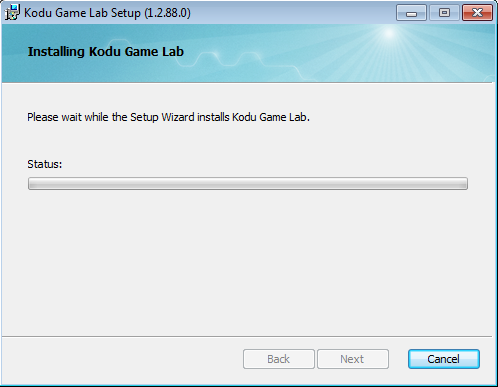 Kodu Game Lab Setup (1.2.88.0)
Installing Kodu Game Lab
Please wait while the Setup Wizard installs Kodu Game Lab.
Status:
Back Next Cancel